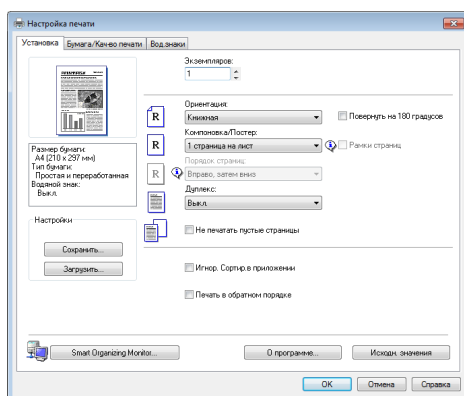 Настройка печати
Установка
Бумага/Кач-во печати
Вод.знаки
Экземпляров:
1
Ориентация:
R
Книжная
Повернуть на 180 градусов
Компоновка/Постер:
R
1 страница на лист
Рамки страниц
Порядок страниц:
R
Вправо, затем вниз
Дуплекс:
Выкл.
Не печатать пустые страницы
Размер бумаги:
A4 (210 x 297 мм)
Тип бумаги:
Простая и переработанная
Водяной знак:
Выкл.
Настройки
Сохранить...
Загрузить...
Игнор. Сортир.в приложении
Печать в обратном порядке
Smart Organizing Monitor...
О программе...
Исходн. значения
OK
Отмена
Справка